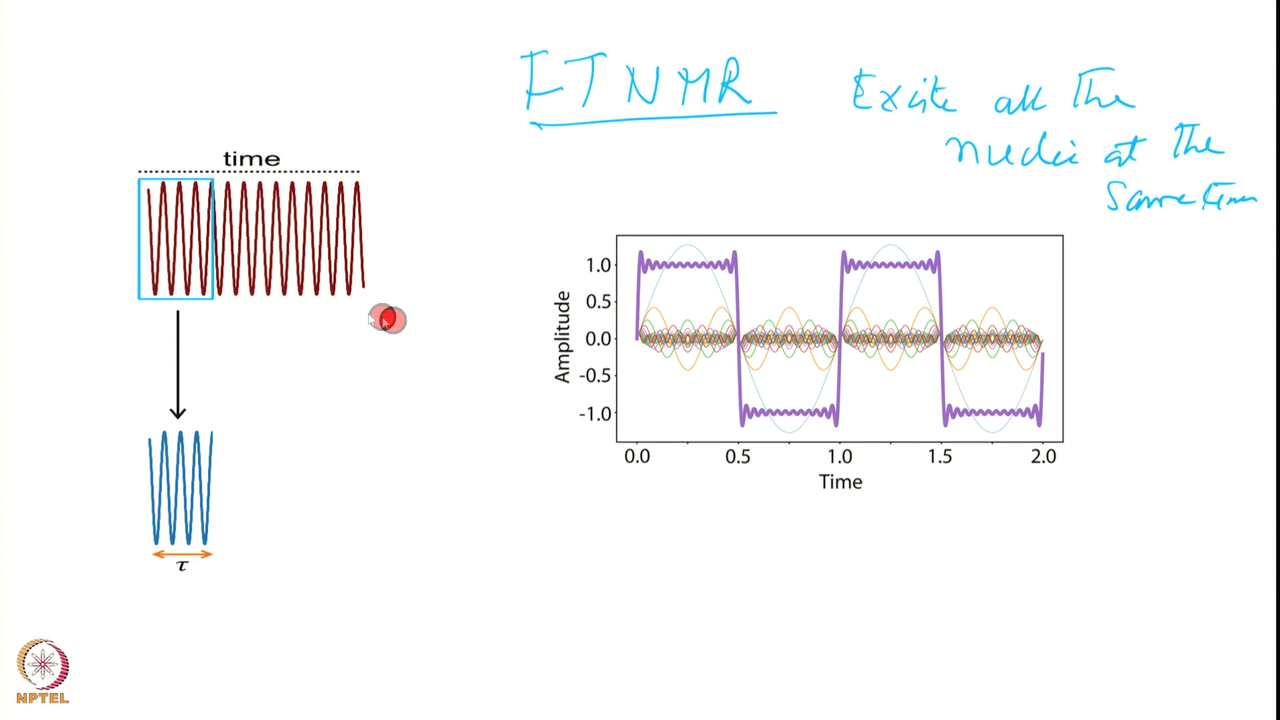 FT NMR
Excite all the
nuclei at the
same time
time
τ
Amplitude
1.0
0.5
0.0
-0.5
-1.0
0.0 0.5 1.0 1.5 2.0
Time
NPTEL